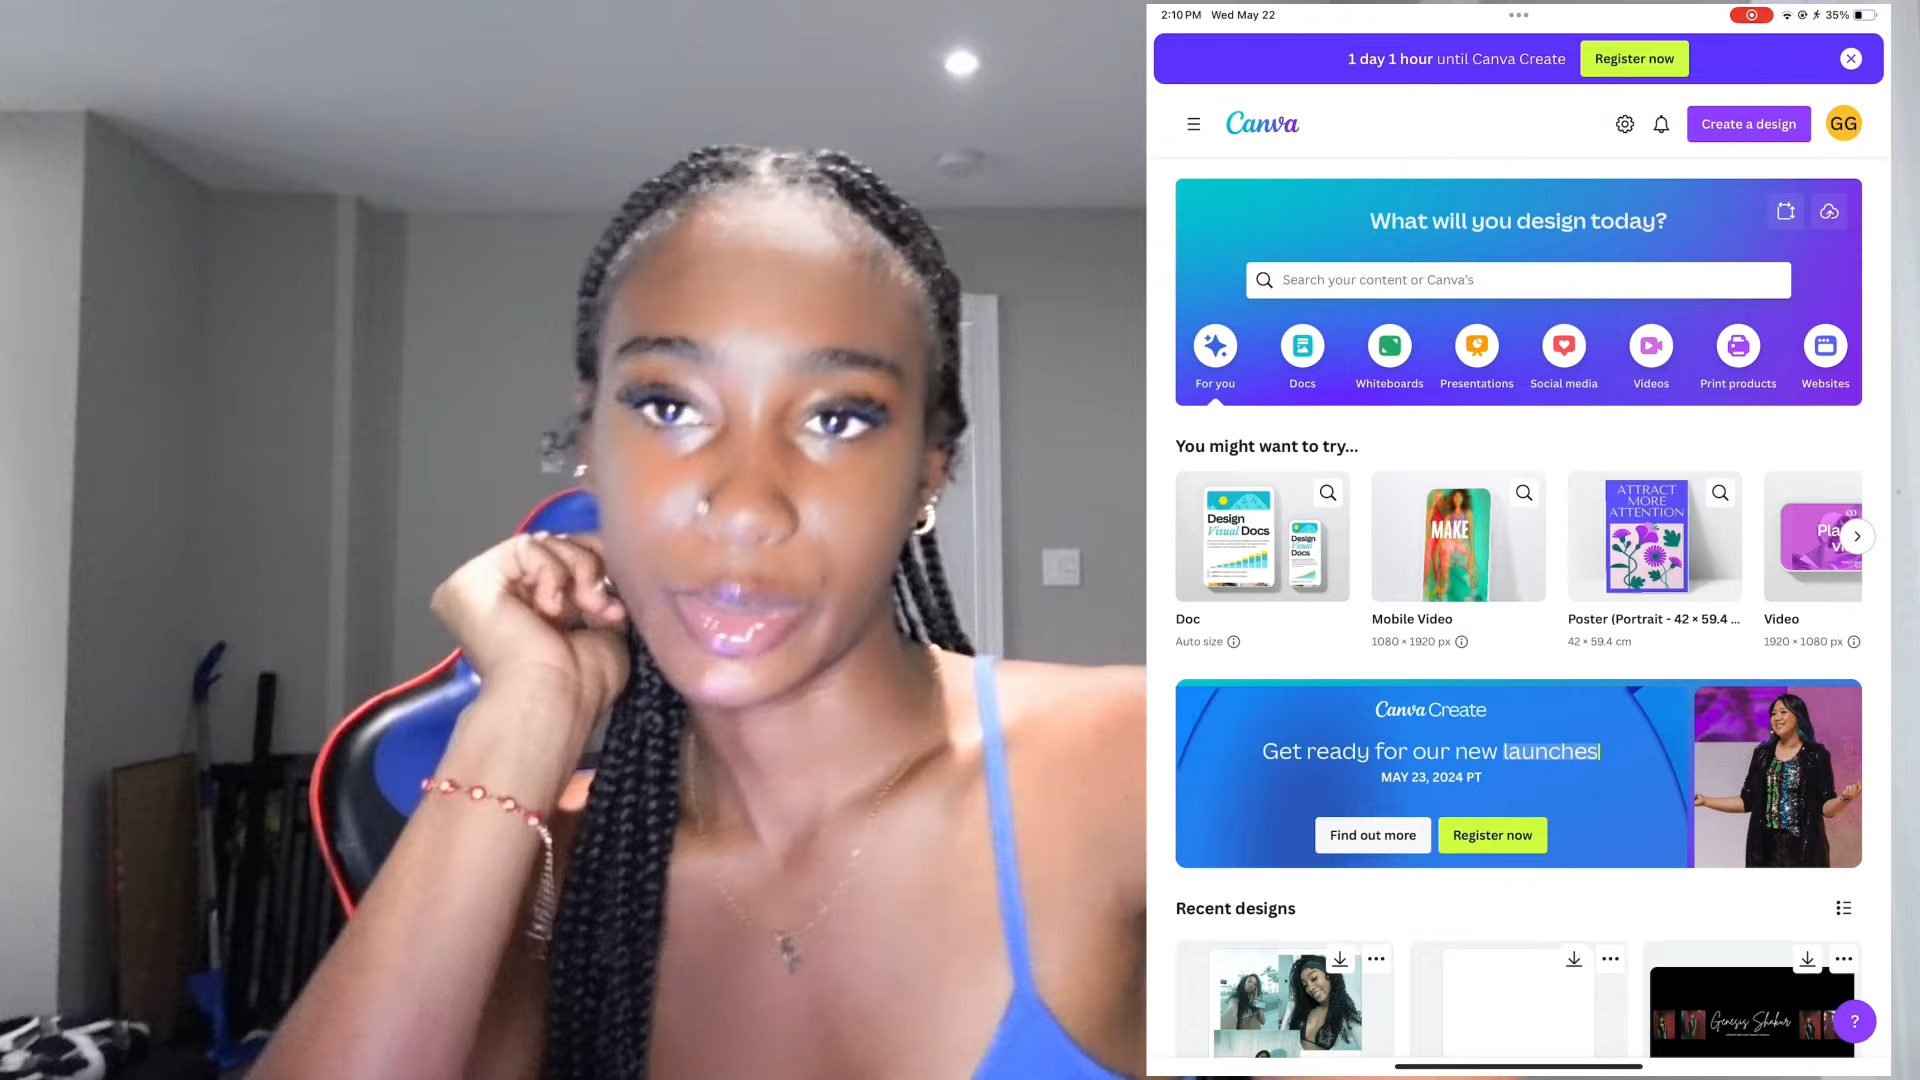 2:10 PM Wed May 22
35%
1 day 1 hour until Canva Create
Register now
Canva
Create a design
GG
What will you design today?
Search your content or Canva's
For you
Docs
Whiteboards
Presentations
Social media
Videos
Print products
Websites
You might want to try...
Design
Visual Docs
Design
Visual
Docs
MAKE
ATTRACT
MORE
ATTENTION
Pla
Vi
Doc
Auto size
Mobile Video
1080 × 1920 px
Poster (Portrait - 42 × 59.4 ...
42 × 59.4 cm
Video
1920 × 1080 px
Canva Create
Get ready for our new launches
MAY 23, 2024 PT
Find out more
Register now
Recent designs
Genesis Shakur
?